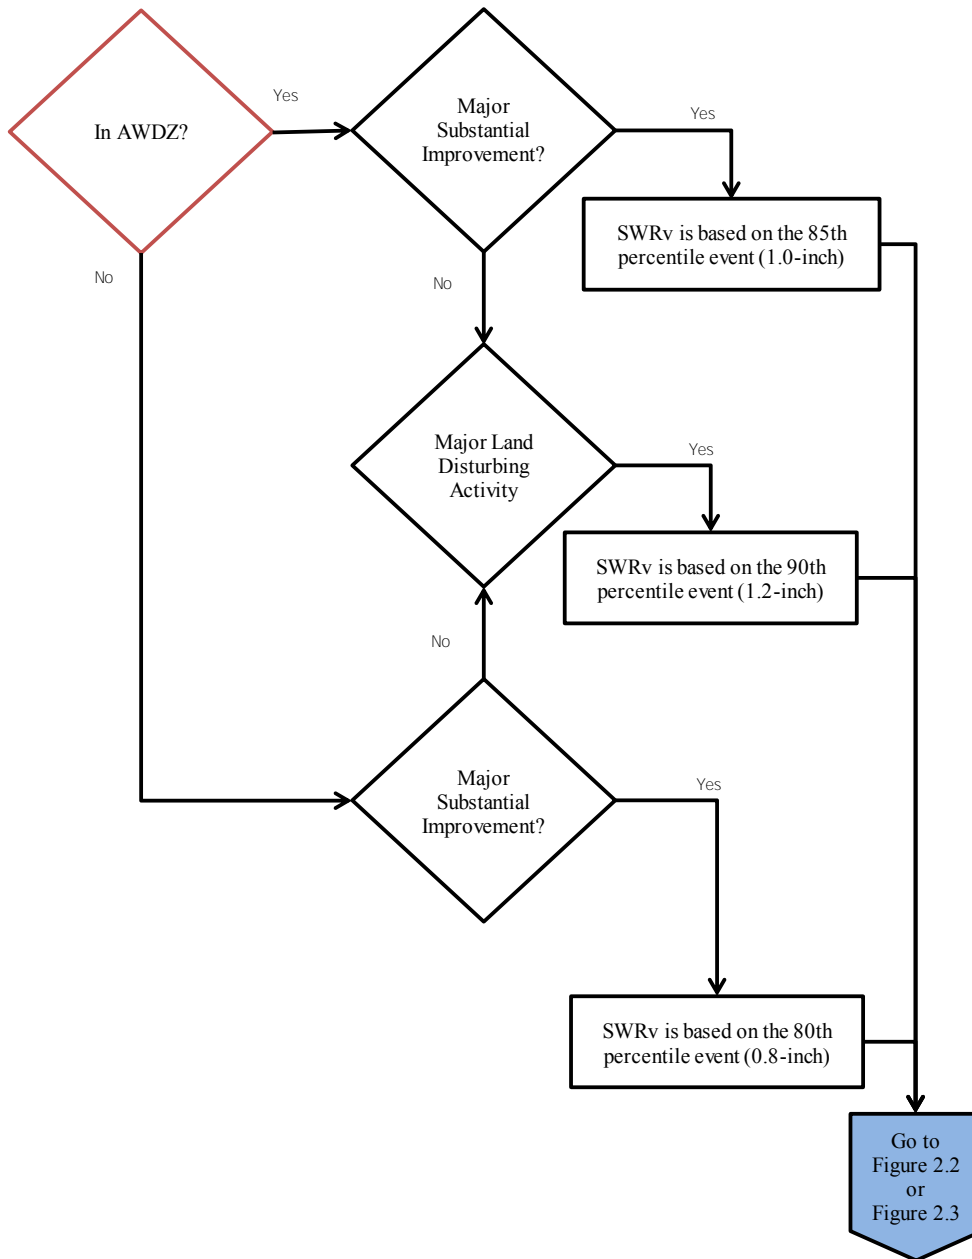 In AWDZ?
Yes
Major
Substantial
Improvement?
Yes
SWRv is based on the 85th
percentile event (1.0-inch)
No
No
Major Land
Disturbing
Activity
Yes
SWRv is based on the 90th
percentile event (1.2-inch)
No
Major
Substantial
Improvement?
Yes
SWRv is based on the 80th
percentile event (0.8-inch)
Go to
Figure 2.2
or
Figure 2.3